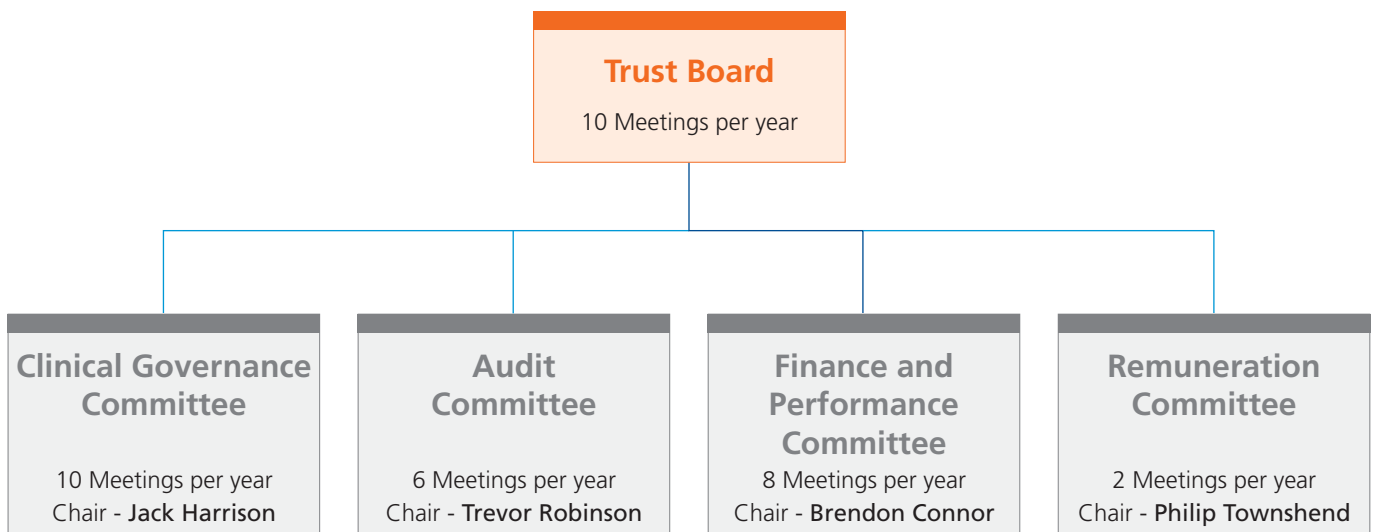 Trust Board
10 Meetings per year
Clinical Governance
Committee
10 Meetings per year
Chair - Jack Harrison
Audit
Committee
6 Meetings per year
Chair - Trevor Robinson
Finance and
Performance
Committee
8 Meetings per year
Chair - Brendon Connor
Remuneration
Committee
2 Meetings per year
Chair - Philip Townshend